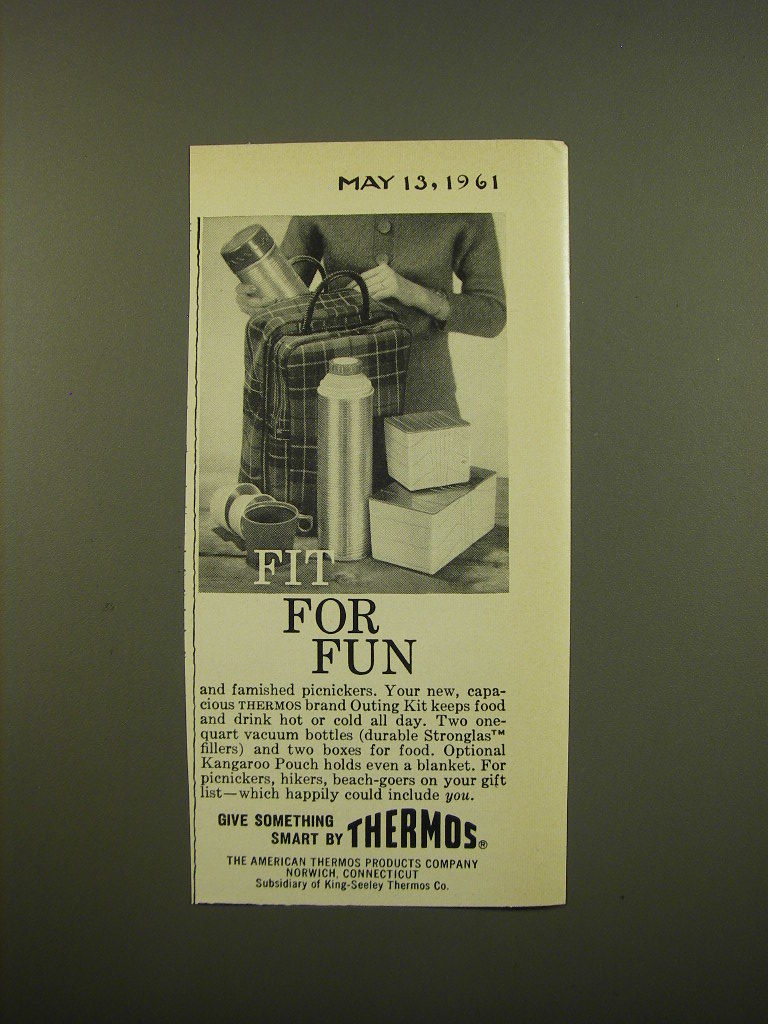 MAY 13, 1961
FIT
FOR
FUN
and famished picnickers. Your new, capa-
cious THERMOS brand Outing Kit keeps food
and drink hot or cold all day. Two one-
quart vacuum bottles (durable Stronglas™
fillers) and two boxes for food. Optional
Kangaroo Pouch holds even a blanket. For
picnickers, hikers, beach-goers on your gift
list—which happily could include you.
GIVE SOMETHING
SMART BY THERMOS®
THE AMERICAN THERMOS PRODUCTS COMPANY
NORWICH, CONNECTICUT
Subsidiary of King-Seeley Thermos Co.